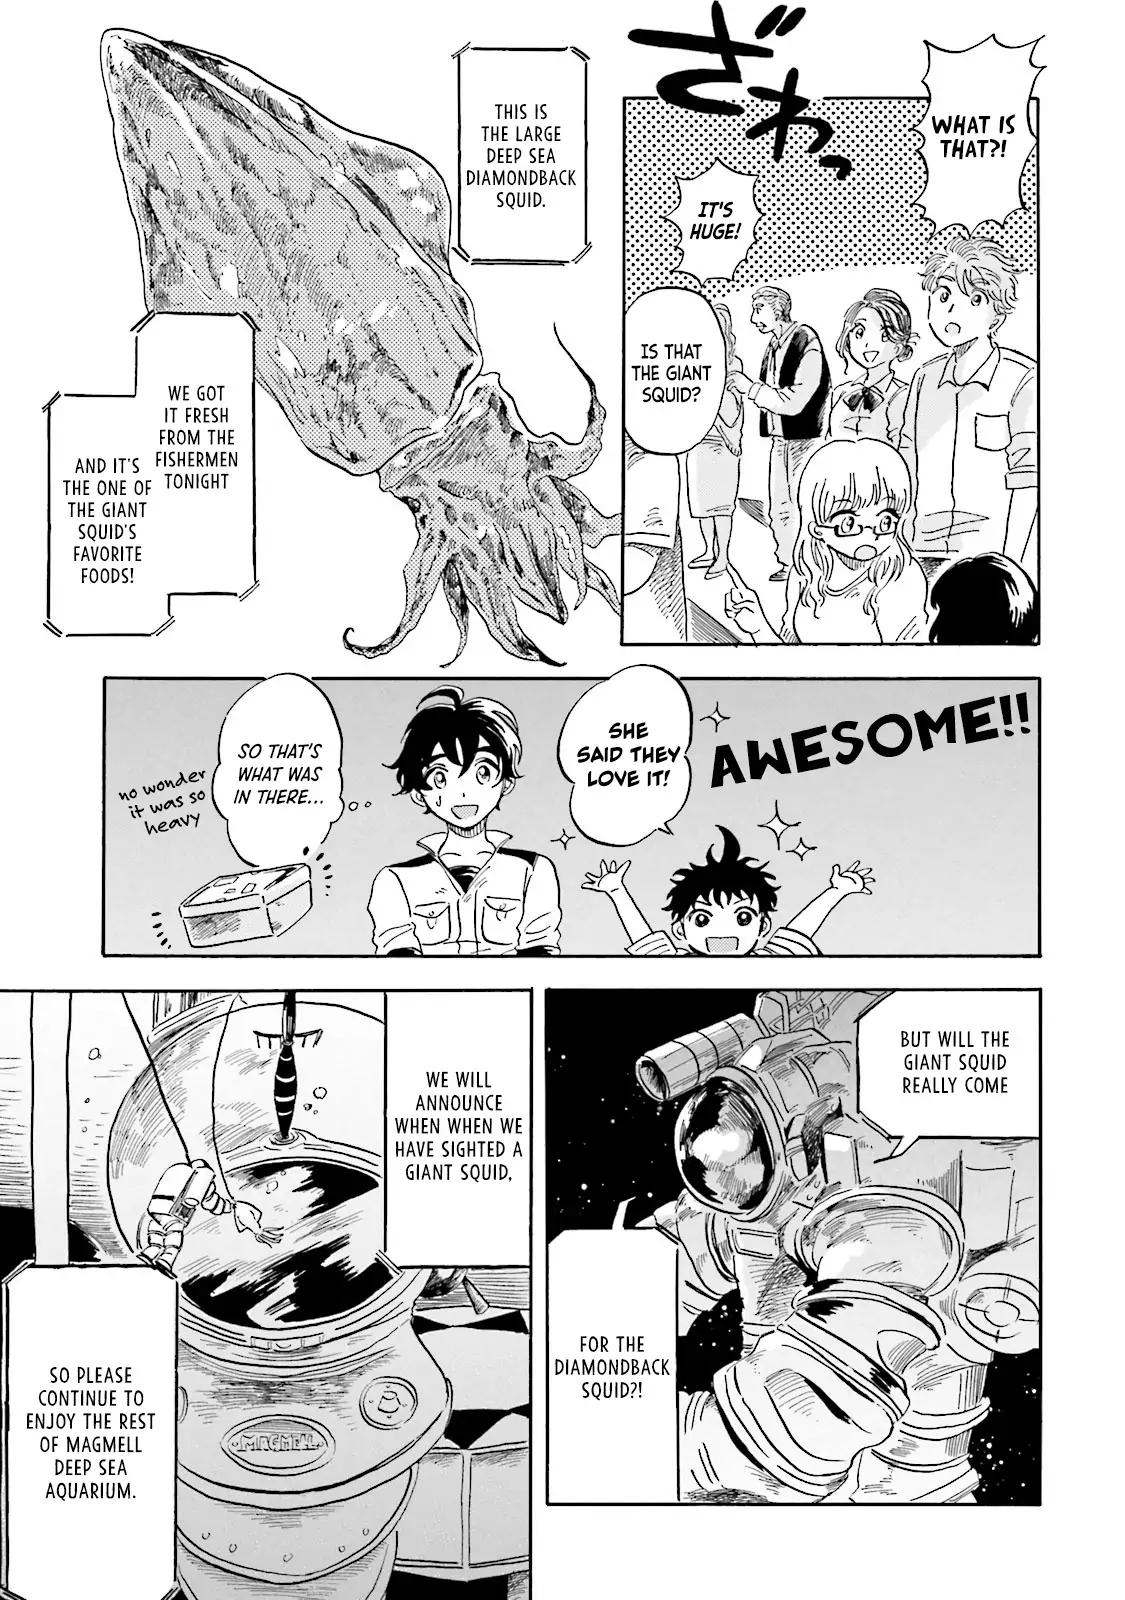 ざわっ
WHAT IS
THAT?!
IT'S
HUGE!
IS THAT
THE GIANT
SQUID?
THIS IS
THE LARGE
DEEP SEA
DIAMONDBACK
SQUID.
WE GOT
IT FRESH
FROM THE
FISHERMEN
TONIGHT
AND IT'S
THE ONE OF
THE GIANT
SQUID'S
FAVORITE
FOODS!
AWESOME!!
SHE
SAID THEY
LOVE IT!
SO THAT'S
WHAT WAS
IN THERE...
no wonder
it was so
heavy
BUT WILL THE
GIANT SQUID
REALLY COME
FOR THE
DIAMONDBACK
SQUID?!
WE WILL
ANNOUNCE
WHEN WHEN WE
HAVE SIGHTED A
GIANT SQUID,
SO PLEASE
CONTINUE TO
ENJOY THE REST
OF MAGMELL
DEEP SEA
AQUARIUM.
MAGMELL